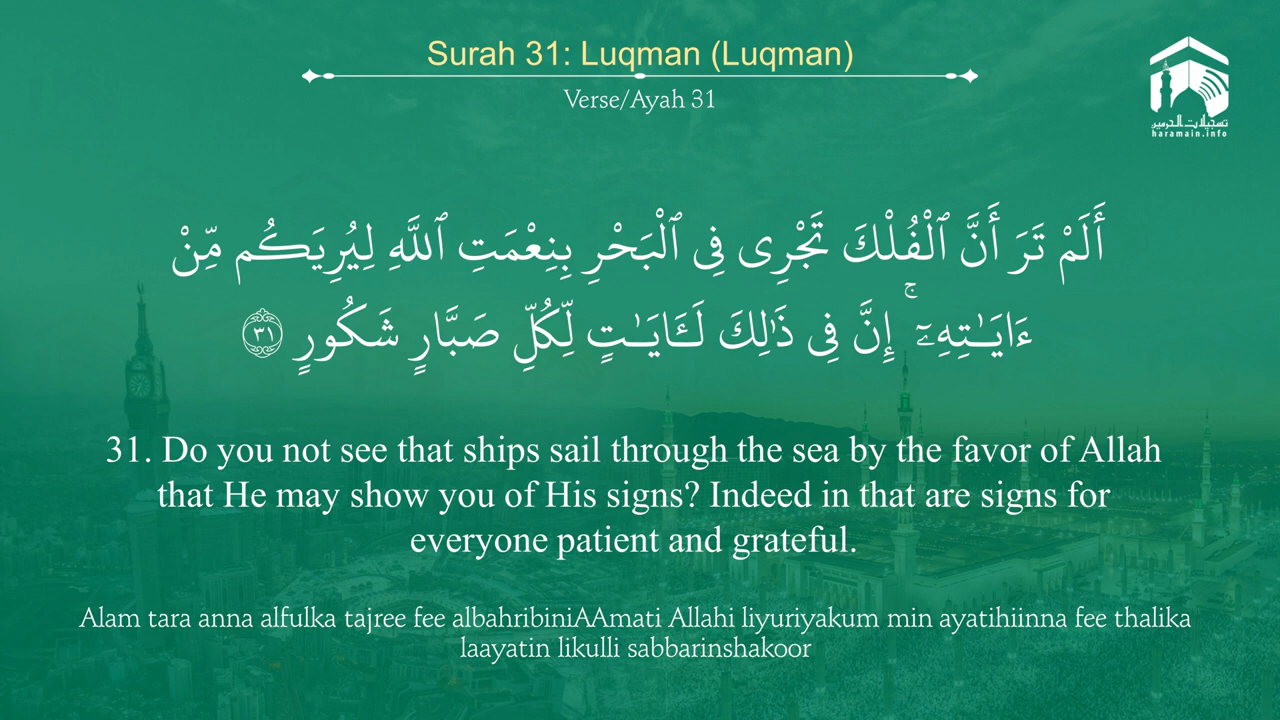 Surah 31: Luqman (Luqman)
Verse/Ayah 31
تسجيلات الحرمين
haramain.info
أَلَمْ تَرَ أَنَّ ٱلْفُلْكَ تَجْرِى فِى ٱلْبَحْرِ بِنِعْمَتِ ٱللَّهِ لِيُرِيَكُم مِّنْ
ءَايَـٰتِهِۦٓ ۚ إِنَّ فِى ذَٰلِكَ لَـَٔايَـٰتٍ لِّكُلِّ صَبَّارٍ شَكُورٍ ٣١
31. Do you not see that ships sail through the sea by the favor of Allah
that He may show you of His signs? Indeed in that are signs for
everyone patient and grateful.
Alam tara anna alfulka tajree fee albahribiniAAmati Allahi liyuriyakum min ayatihiinna fee thalika
laayatin likulli sabbarinshakoor